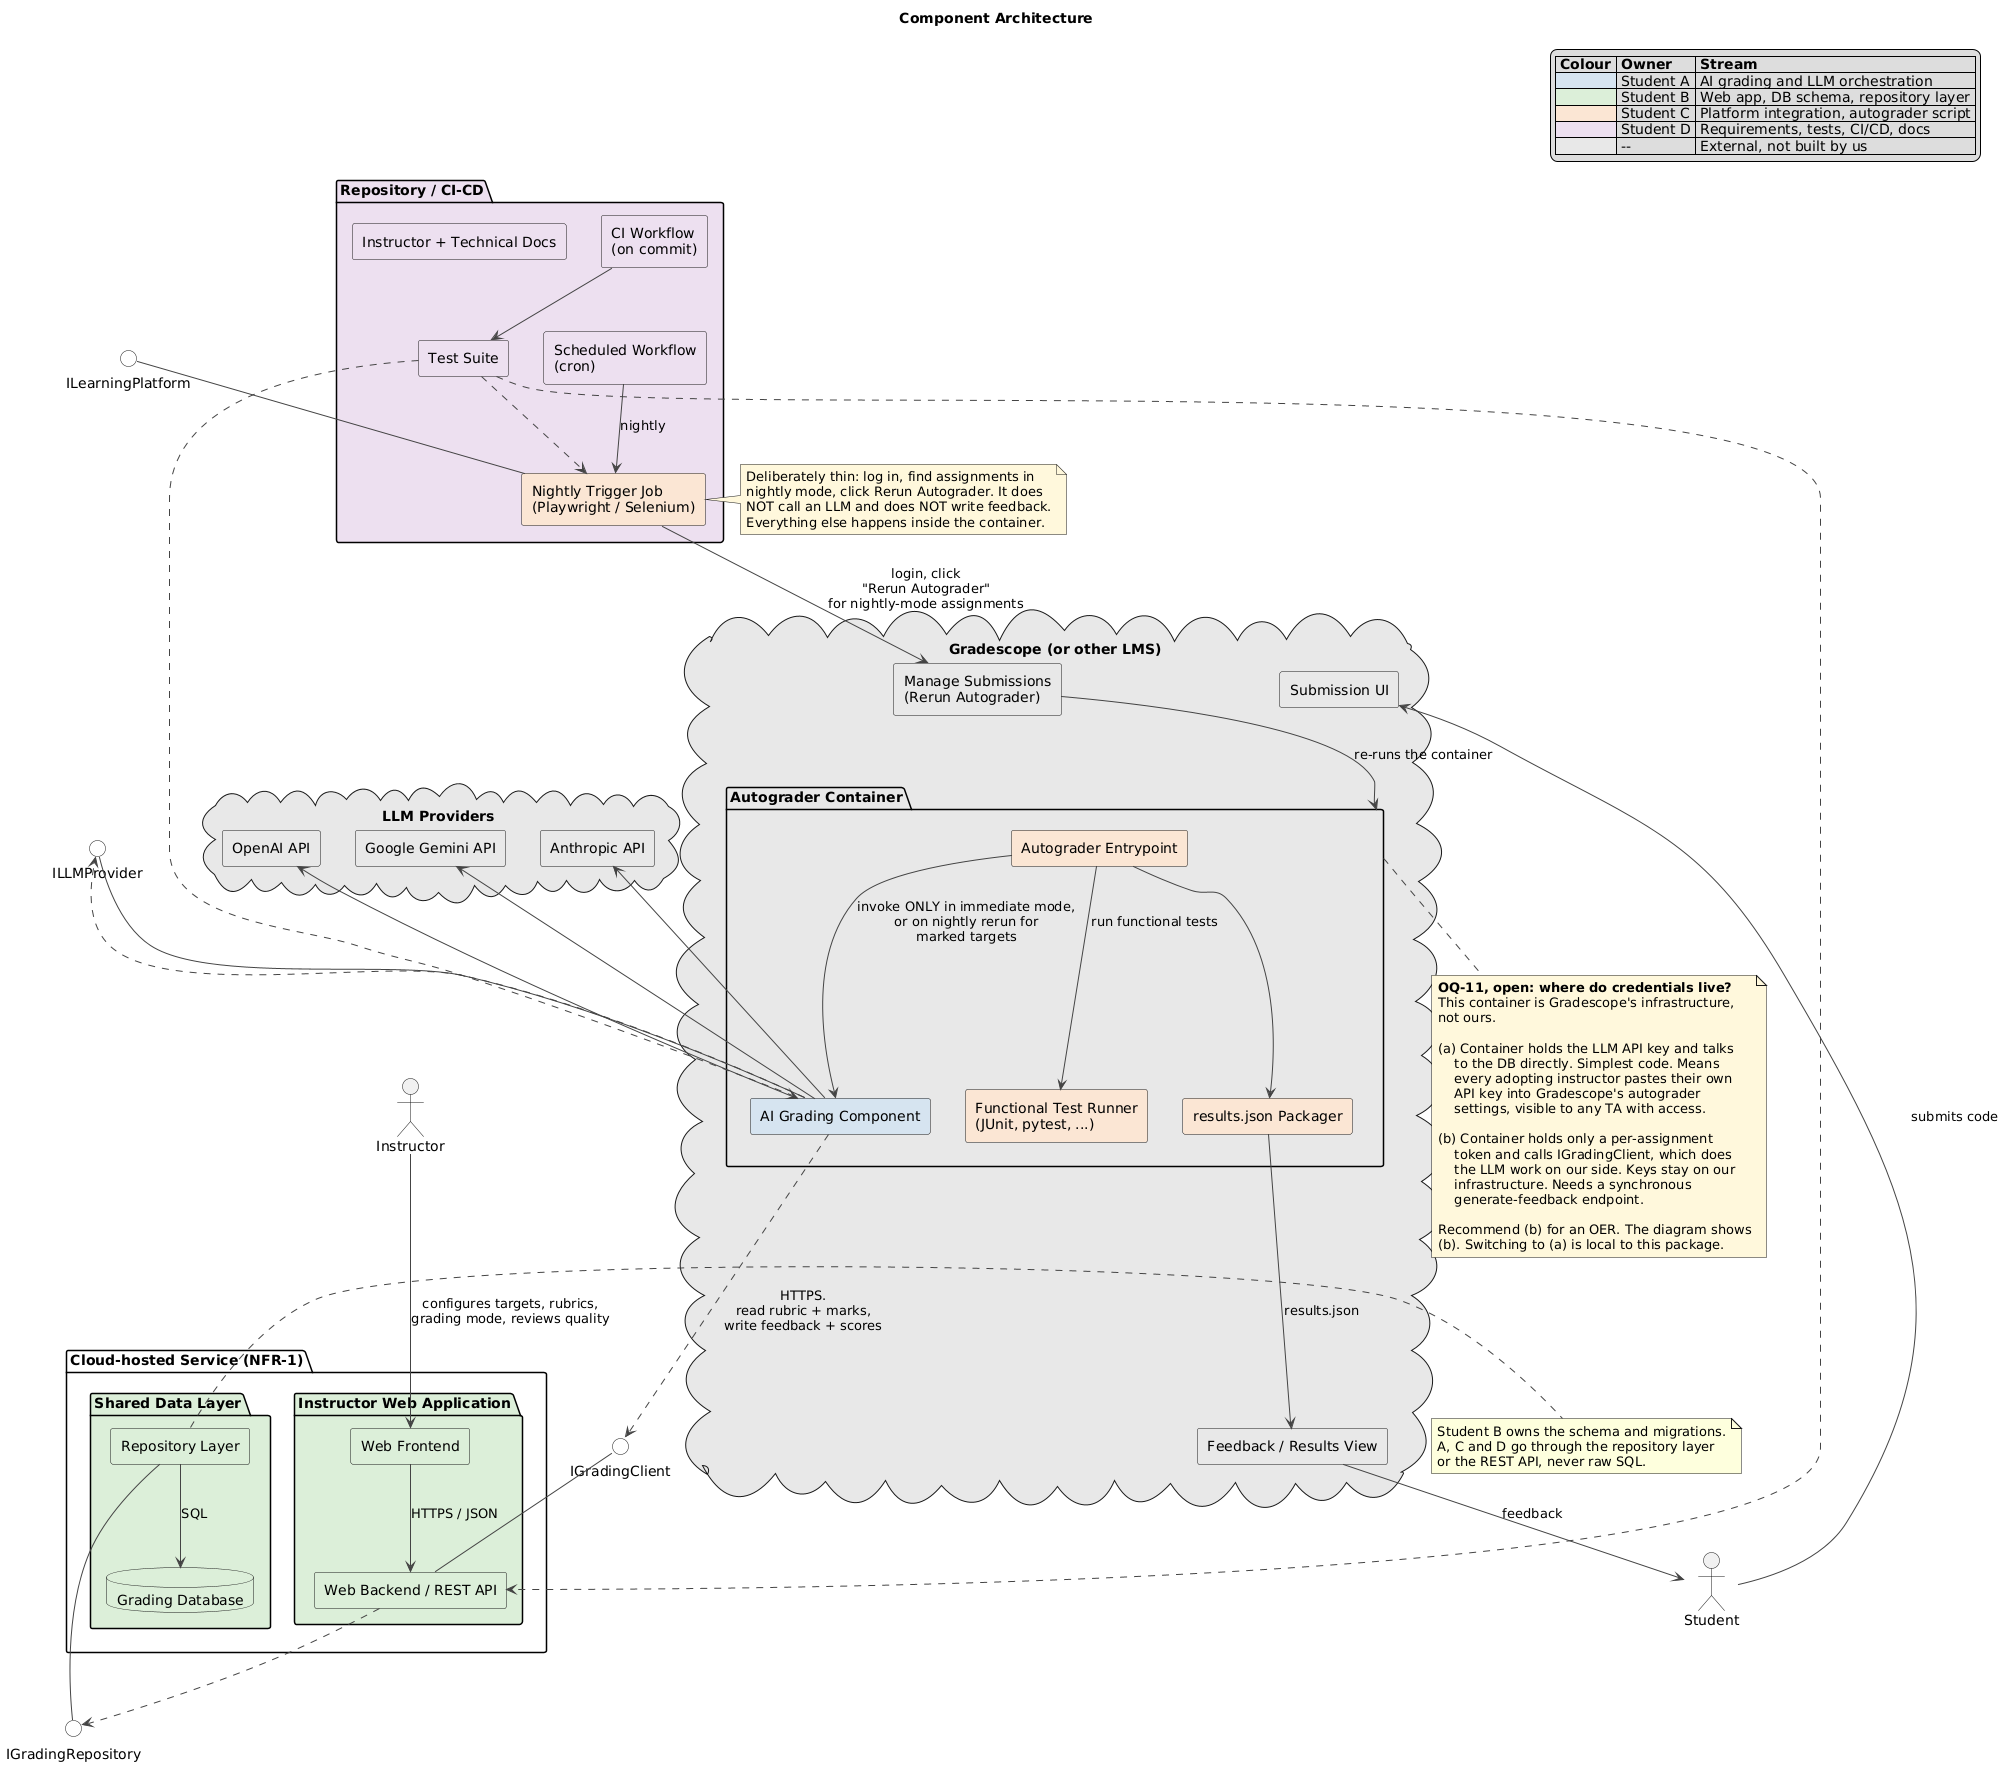 Component Architecture
Colour Owner Stream
Student A AI grading and LLM orchestration
Student B Web app, DB schema, repository layer
Student C Platform integration, autograder script
Student D Requirements, tests, CI/CD, docs
-- External, not built by us
Repository / CI-CD
Instructor + Technical Docs
CI Workflow
(on commit)
Test Suite
Scheduled Workflow
(cron)
ILearningPlatform
nightly
Nightly Trigger Job
(Playwright / Selenium)
Deliberately thin: log in, find assignments in
nightly mode, click Rerun Autograder. It does
NOT call an LLM and does NOT write feedback.
Everything else happens inside the container.
login, click
"Rerun Autograder"
for nightly-mode assignments
Gradescope (or other LMS)
Manage Submissions
(Rerun Autograder)
Submission UI
re-runs the container
LLM Providers
OpenAI API
Google Gemini API
Anthropic API
ILLMProvider
Autograder Container
Autograder Entrypoint
invoke ONLY in immediate mode,
or on nightly rerun for
marked targets
run functional tests
AI Grading Component
Functional Test Runner
(JUnit, pytest, ...)
results.json Packager
OQ-11, open: where do credentials live?
This container is Gradescope's infrastructure,
not ours.
(a) Container holds the LLM API key and talks
to the DB directly. Simplest code. Means
every adopting instructor pastes their own
API key into Gradescope's autograder
settings, visible to any TA with access.
(b) Container holds only a per-assignment
token and calls IGradingClient, which does
the LLM work on our side. Keys stay on our
infrastructure. Needs a synchronous
generate-feedback endpoint.
Recommend (b) for an OER. The diagram shows
(b). Switching to (a) is local to this package.
submits code
Instructor
configures targets, rubrics,
grading mode, reviews quality
HTTPS.
read rubric + marks,
write feedback + scores
results.json
Cloud-hosted Service (NFR-1)
Shared Data Layer
Repository Layer
SQL
Grading Database
Instructor Web Application
Web Frontend
HTTPS / JSON
Web Backend / REST API
IGradingClient
Feedback / Results View
Student B owns the schema and migrations.
A, C and D go through the repository layer
or the REST API, never raw SQL.
feedback
Student
IGradingRepository